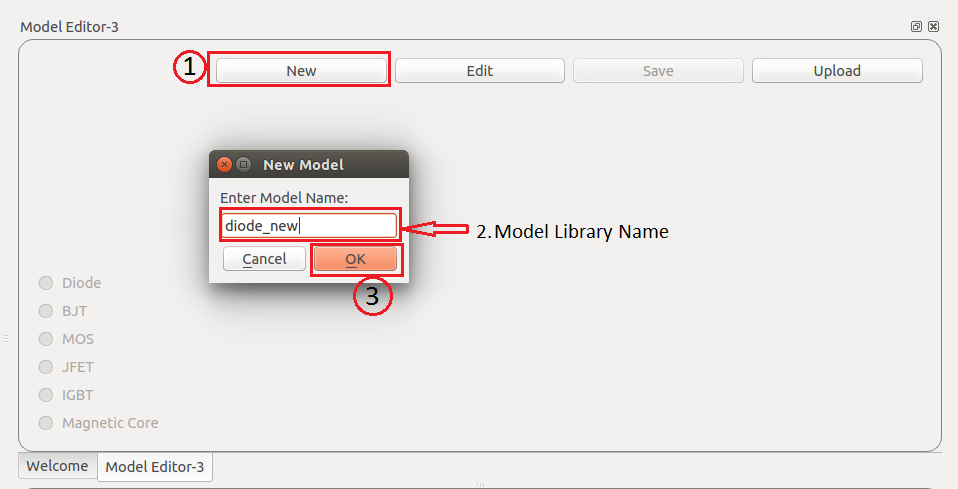 Model Editor-3
1 New Edit Save Upload
New Model
Enter Model Name:
diode_new
2.Model Library Name
Cancel OK
3
Diode
BJT
MOS
JFET
IGBT
Magnetic Core
Welcome Model Editor-3